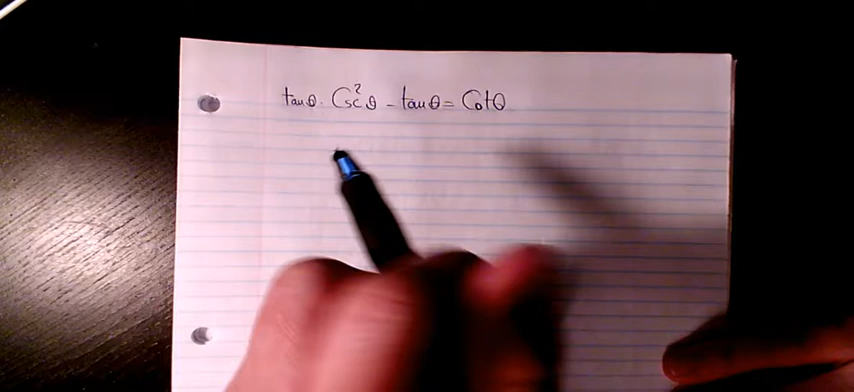 tanθ · Csc²θ - tanθ = Cotθ